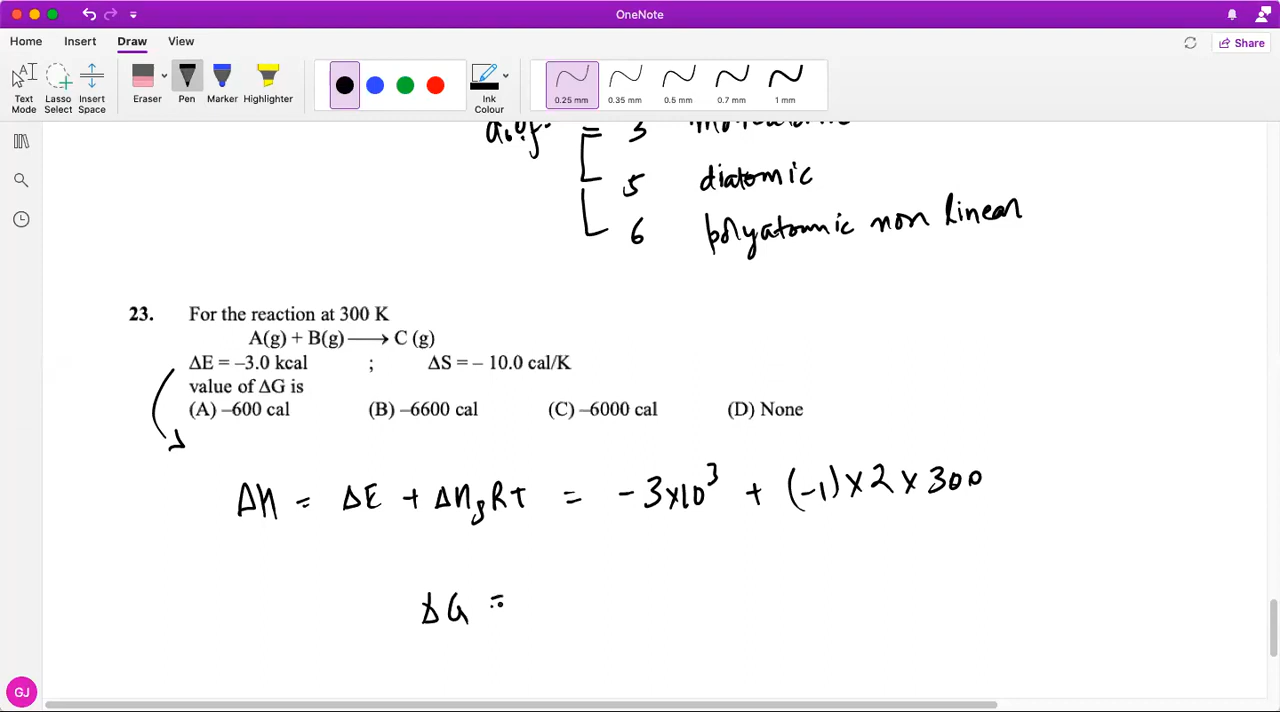 OneNote
Home Insert Draw View
Share
Text Mode
Lasso Select
Insert Space
Eraser
Pen
Marker
Highlighter
Ink Colour
0.25 mm
0.35 mm
0.5 mm
0.7 mm
1 mm
= 3
5 diatomic
6 polyatomic non linear
23. For the reaction at 300 K
A(g) + B(g) ⟶ C (g)
ΔE = –3.0 kcal ; ΔS = – 10.0 cal/K
value of ΔG is
(A) –600 cal (B) –6600 cal (C) –6000 cal (D) None
ΔH = ΔE + Δn₉RT = -3×10³ + (-1)×2×300
ΔG =
GJ